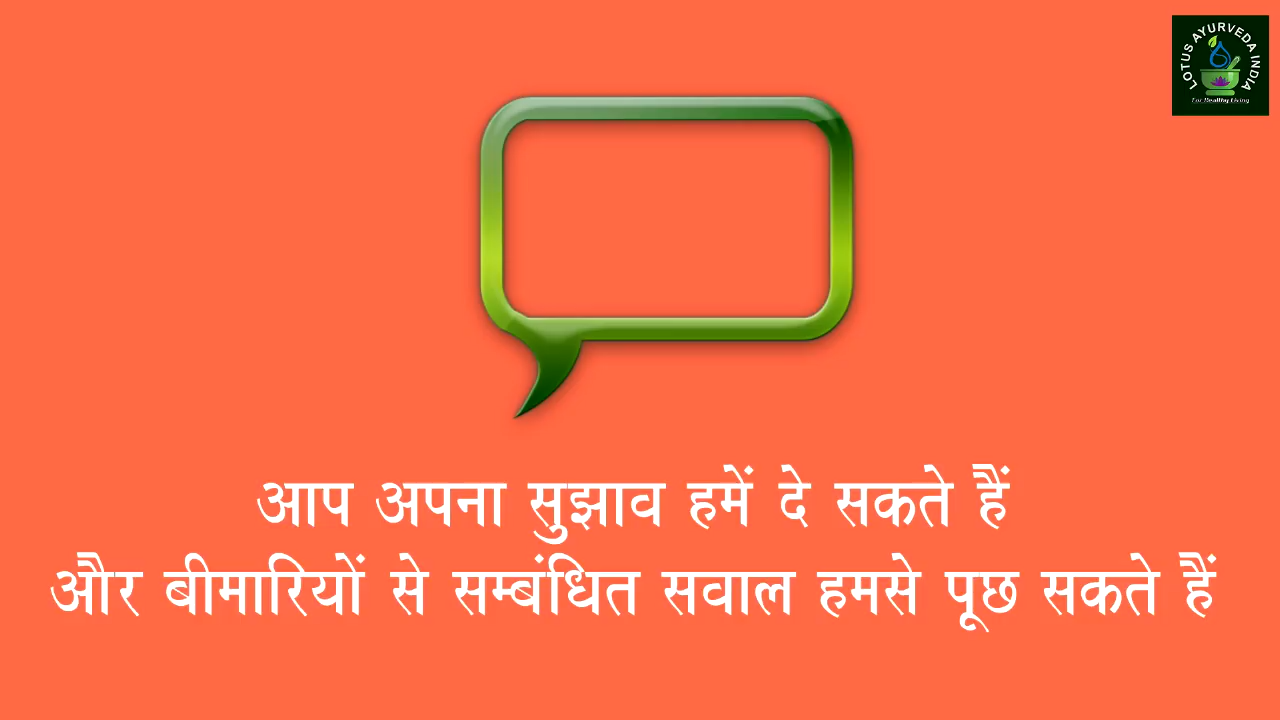 LOTUS AYURVEDA INDIA
For Healthy Living
आप अपना सुझाव हमें दे सकते हैं
और बीमारियों से सम्बंधित सवाल हमसे पूछ सकते हैं